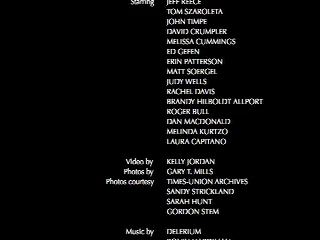 Starring JEFF REECE
TOM SZAROLETA
JOHN TIMPE
DAVID CRUMPLER
MELISSA CUMMINGS
ED GEFEN
ERIN PATTERSON
MATT SOERGEL
JUDY WELLS
RACHEL DAVIS
BRANDY HILBOLDT ALLPORT
ROGER BULL
DAN MACDONALD
MELINDA KURTZO
LAURA CAPITANO
Video by KELLY JORDAN
Photos by GARY T. MILLS
Photos courtesy TIMES-UNION ARCHIVES
SANDY STRICKLAND
SARAH HUNT
GORDON STEM
Music by DELERIUM